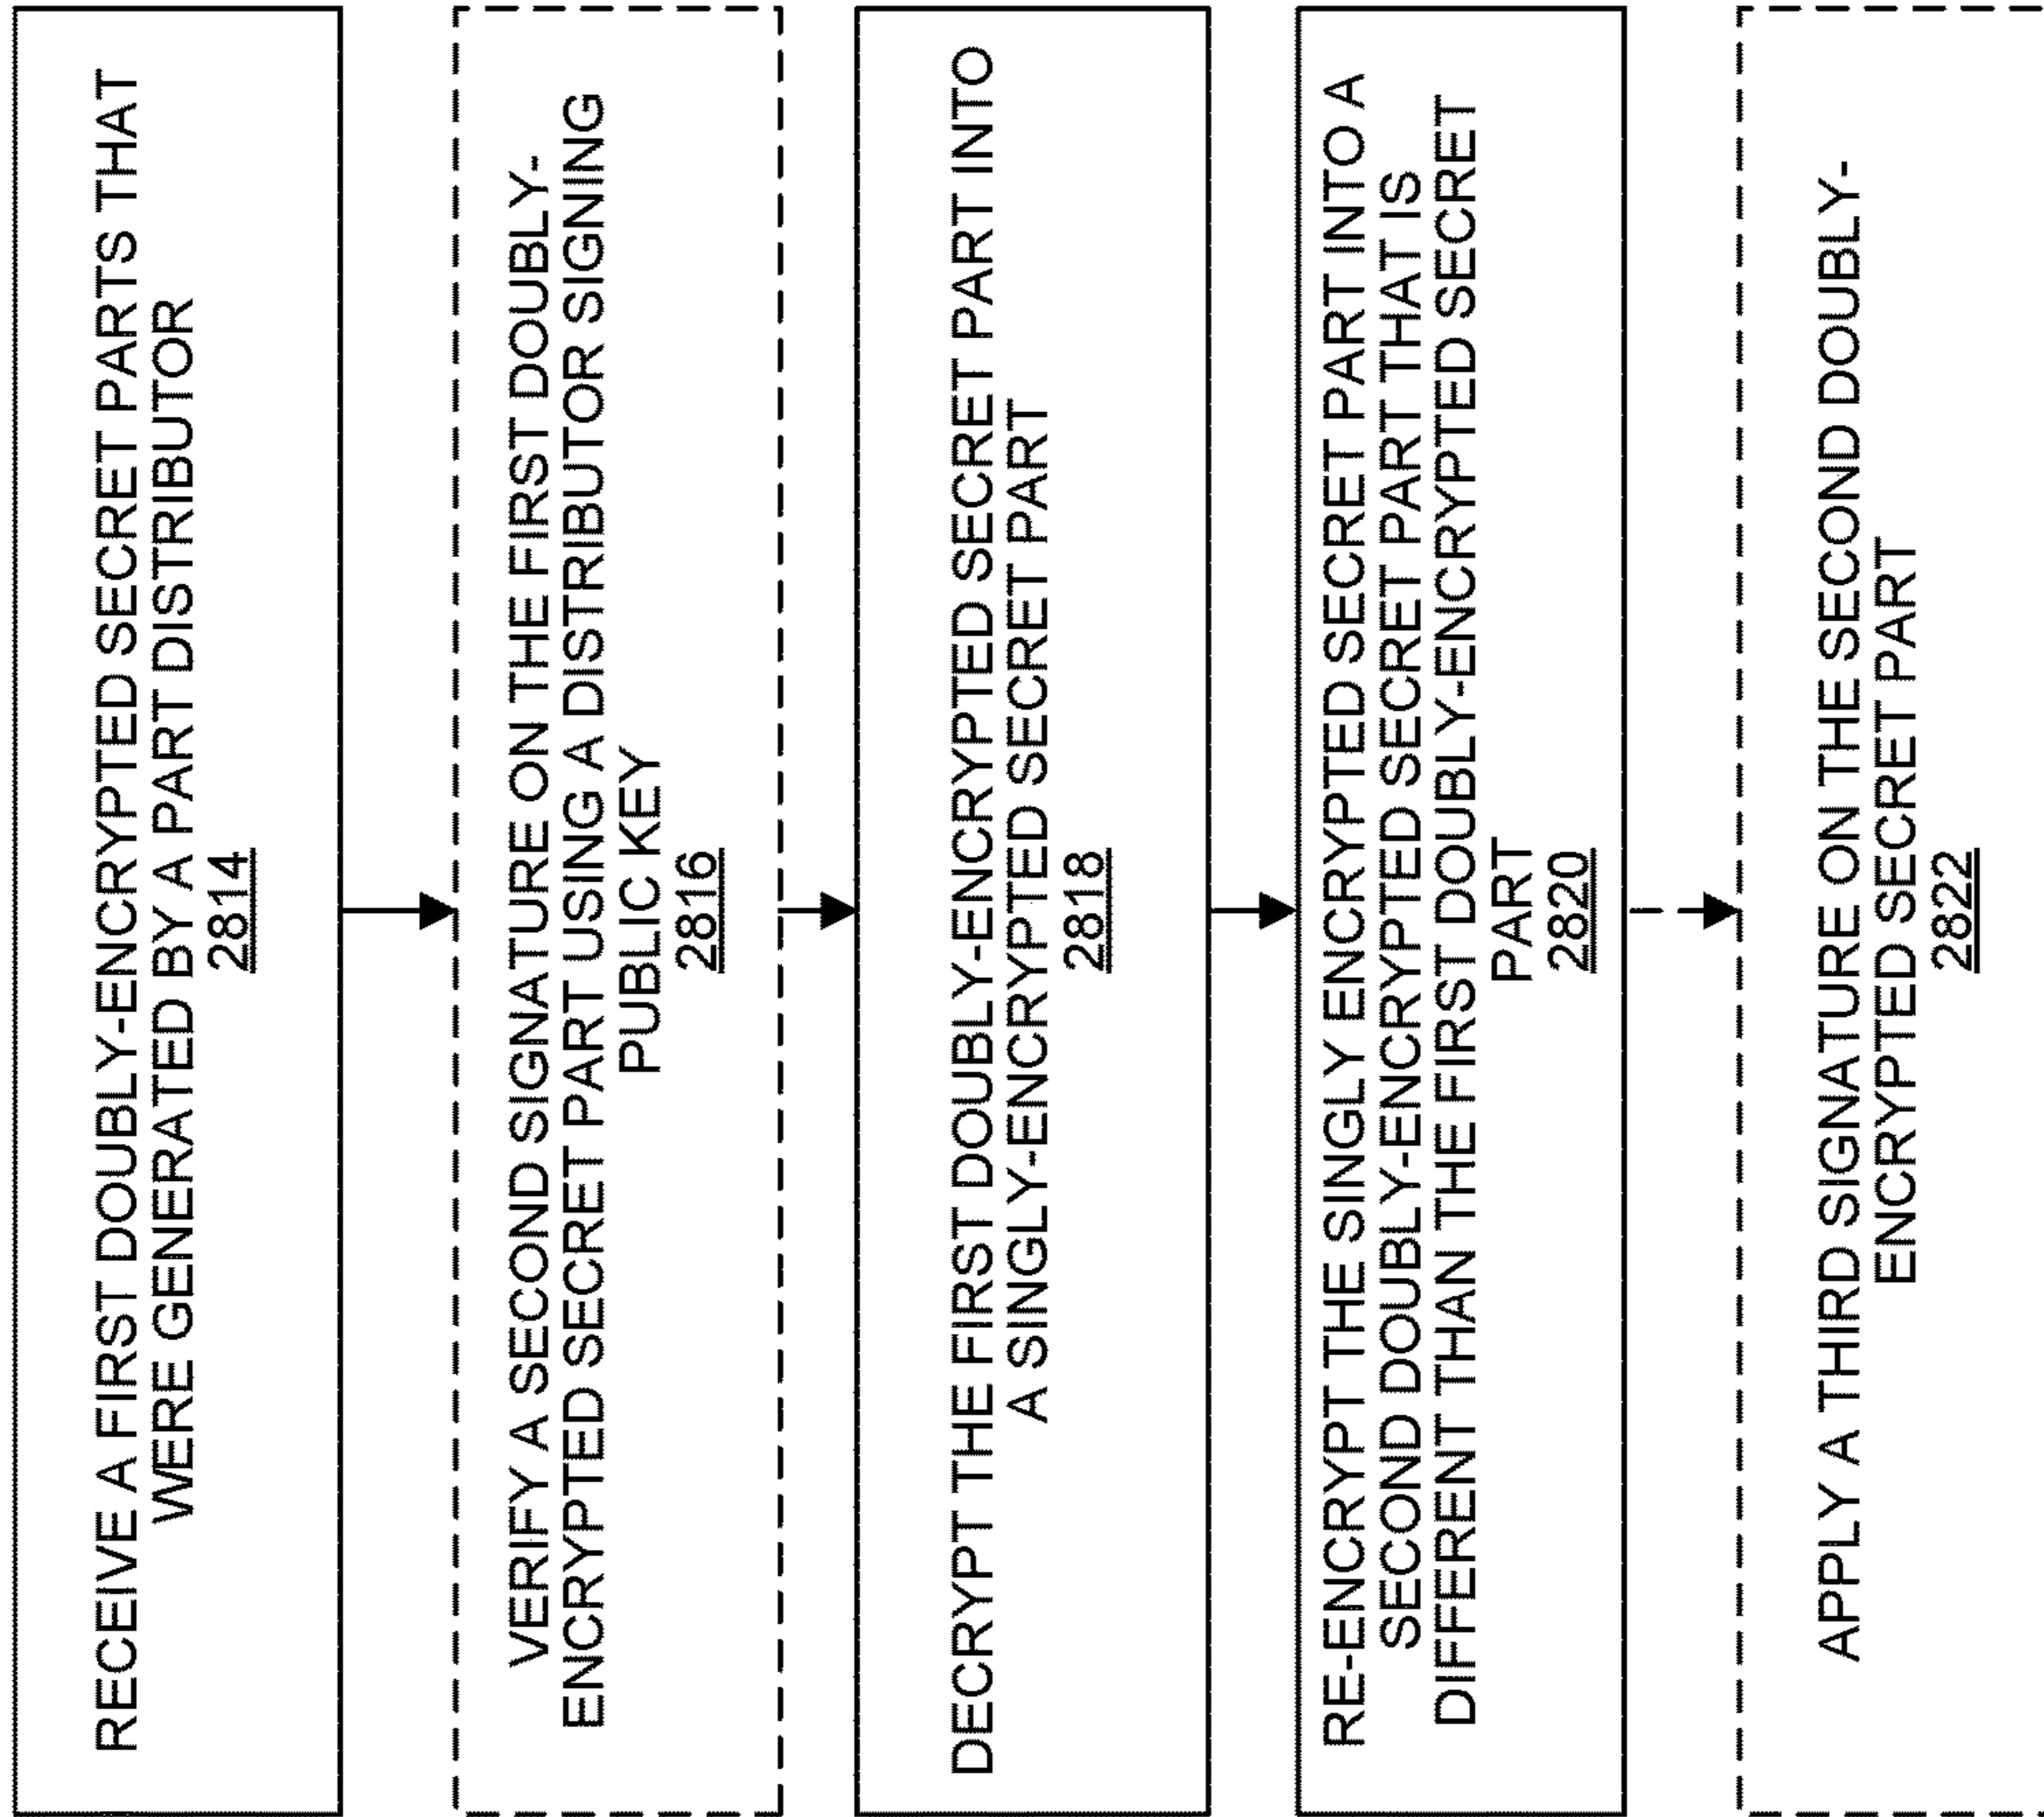 RECEIVE A FIRST DOUBLY-ENCRYPTED SECRET PARTS THAT
WERE GENERATED BY A PART DISTRIBUTOR
2814
VERIFY A SECOND SIGNATURE ON THE FIRST DOUBLY-
ENCRYPTED SECRET PART USING A DISTRIBUTOR SIGNING
PUBLIC KEY
2816
DECRYPT THE FIRST DOUBLY-ENCRYPTED SECRET PART INTO
A SINGLY-ENCRYPTED SECRET PART
2818
RE-ENCRYPT THE SINGLY ENCRYPTED SECRET PART INTO A
SECOND DOUBLY-ENCRYPTED SECRET PART THAT IS
DIFFERENT THAN THE FIRST DOUBLY-ENCRYPTED SECRET
PART
2820
APPLY A THIRD SIGNATURE ON THE SECOND DOUBLY-
ENCRYPTED SECRET PART
2822